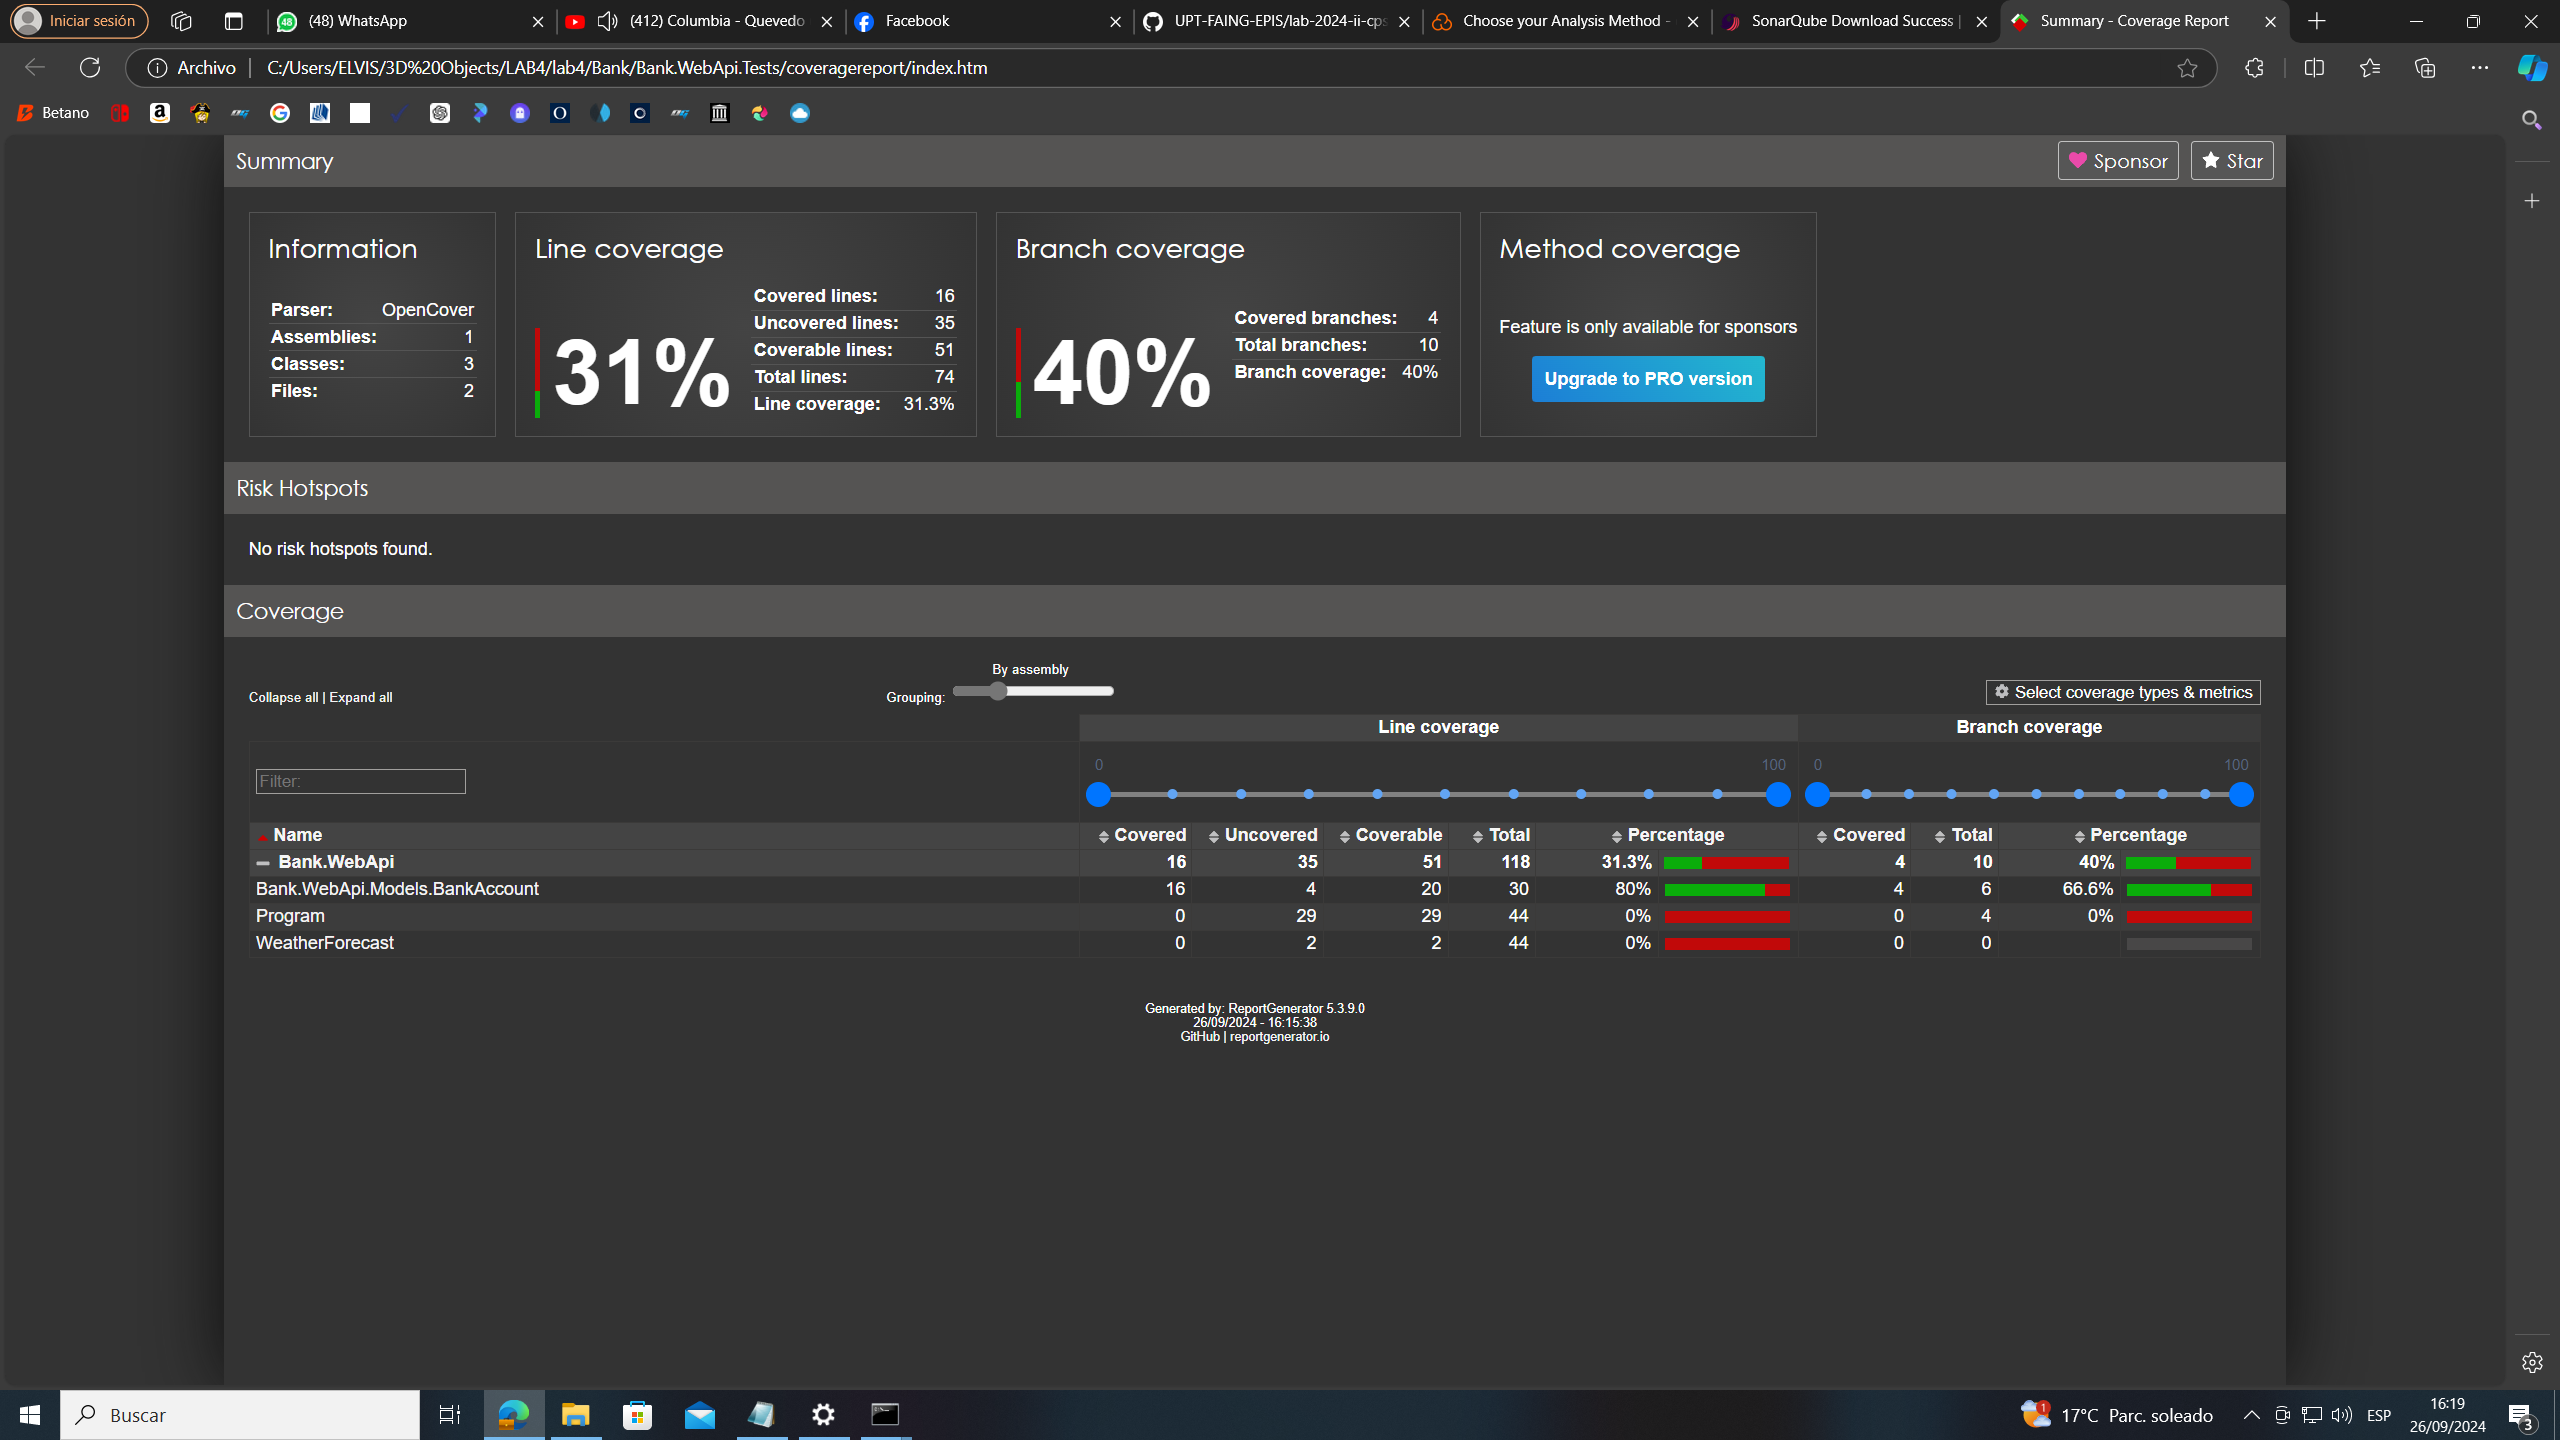 Iniciar sesión
(48) WhatsApp
(412) Columbia - Quevedo
Facebook
UPT-FAING-EPIS/lab-2024-ii-cps
Choose your Analysis Method -
SonarQube Download Success |
Summary - Coverage Report
Archivo
C:/Users/ELVIS/3D%20Objects/LAB4/lab4/Bank/Bank.WebApi.Tests/coveragereport/index.htm
Betano
Summary
Sponsor
Star
Information
Parser: OpenCover
Assemblies: 1
Classes: 3
Files: 2
Line coverage
31%
Covered lines: 16
Uncovered lines: 35
Coverable lines: 51
Total lines: 74
Line coverage: 31.3%
Branch coverage
40%
Covered branches: 4
Total branches: 10
Branch coverage: 40%
Method coverage
Feature is only available for sponsors
Upgrade to PRO version
Risk Hotspots
No risk hotspots found.
Coverage
Collapse all | Expand all
By assembly
Grouping:
Select coverage types & metrics
Line coverage Branch coverage
Filter:
0 100 0 100
Name Covered Uncovered Coverable Total Percentage Covered Total Percentage
Bank.WebApi 16 35 51 118 31.3% 4 10 40%
Bank.WebApi.Models.BankAccount 16 4 20 30 80% 4 6 66.6%
Program 0 29 29 44 0% 0 4 0%
WeatherForecast 0 2 2 44 0% 0 0
Generated by: ReportGenerator 5.3.9.0
26/09/2024 - 16:15:38
GitHub | reportgenerator.io
Buscar
1
17°C Parc. soleado
ESP
16:19
26/09/2024
3